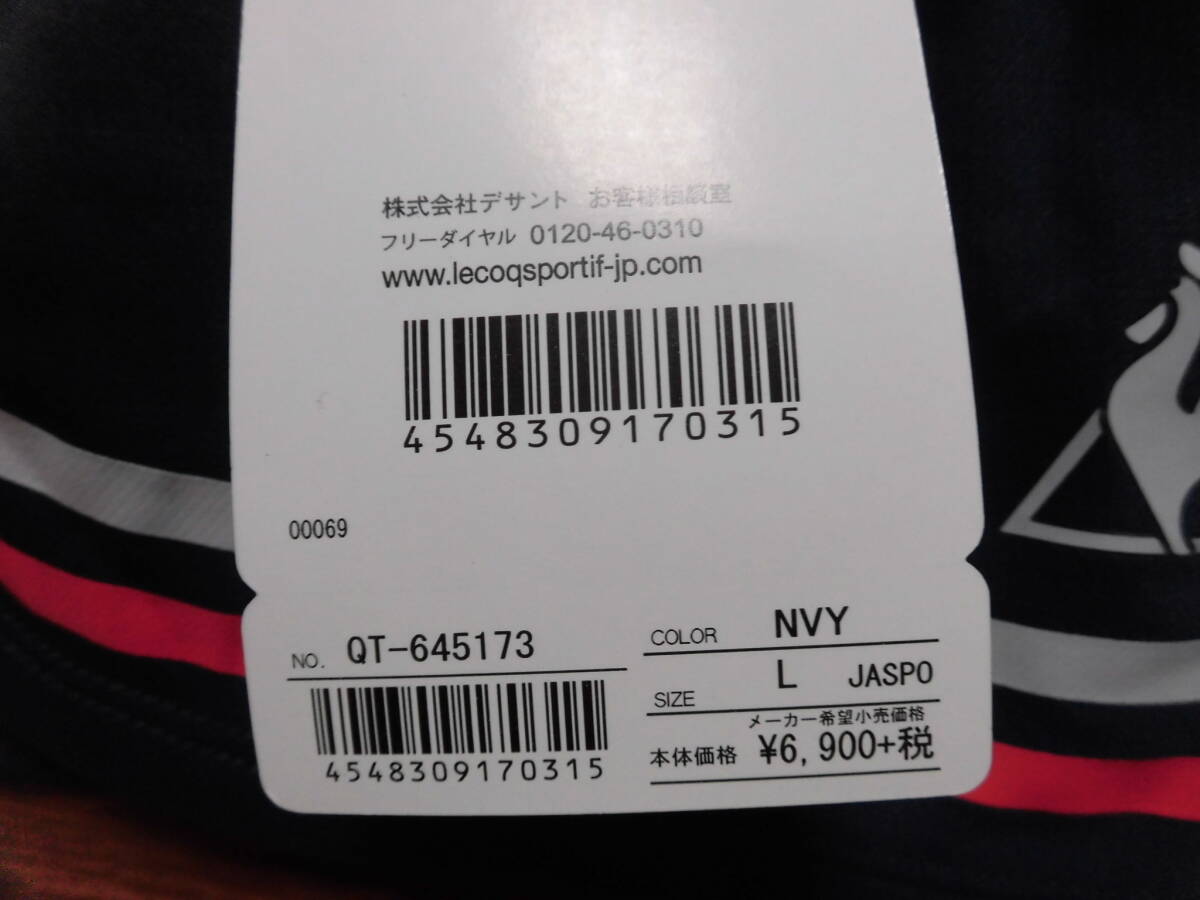 株式会社デサント お客様相談室
フリーダイヤル 0120-46-0310
www.lecoqsportif-jp.com
4548309170315
00069
NO. QT-645173
4548309170315
COLOR NVY
SIZE L JASPO
メーカー希望小売価格
本体価格 ¥6,900+税